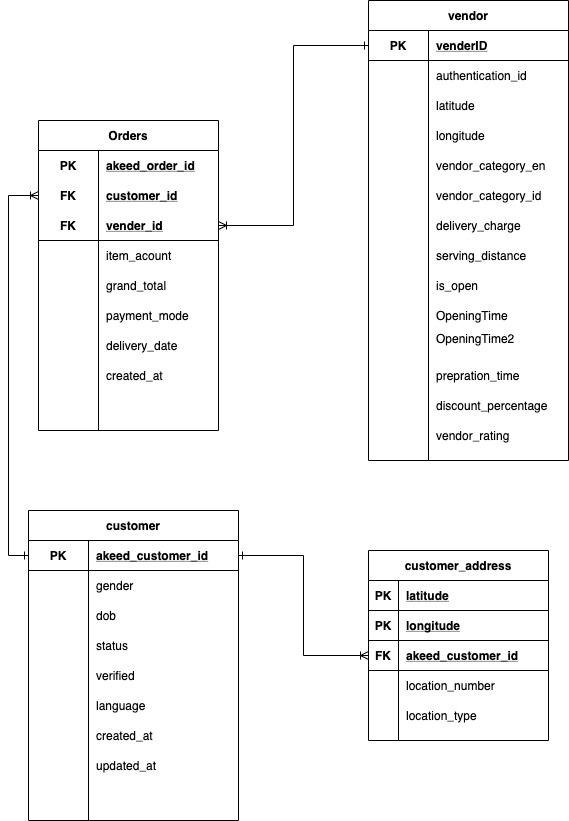 vendor
PK venderID
authentication_id
latitude
longitude
vendor_category_en
vendor_category_id
delivery_charge
serving_distance
is_open
OpeningTime
OpeningTime2
prepration_time
discount_percentage
vendor_rating
Orders
PK akeed_order_id
FK customer_id
FK vender_id
item_acount
grand_total
payment_mode
delivery_date
created_at
customer
PK akeed_customer_id
gender
dob
status
verified
language
created_at
updated_at
customer_address
PK latitude
PK longitude
FK akeed_customer_id
location_number
location_type